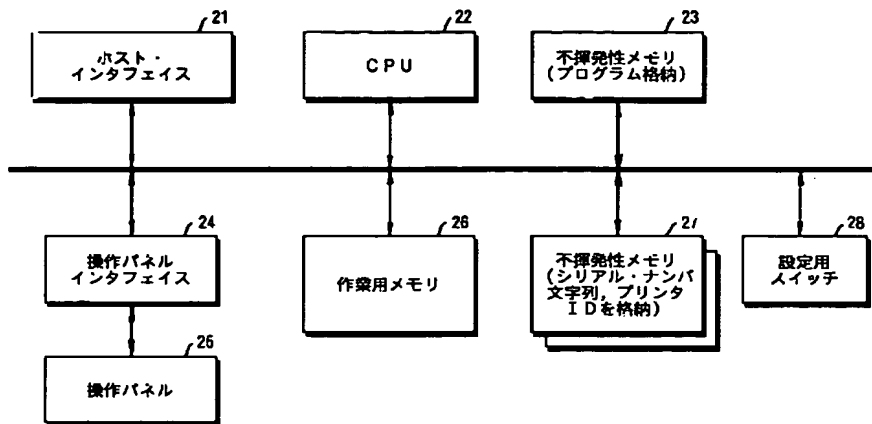 21
ホスト・
インタフェイス
22
CPU
23
不揮発性メモリ
(プログラム格納)
24
操作パネル
インタフェイス
26
作業用メモリ
27
不揮発性メモリ
(シリアル・ナンバ
文字列，プリンタ
IDを格納)
28
設定用
スイッチ
26
操作パネル